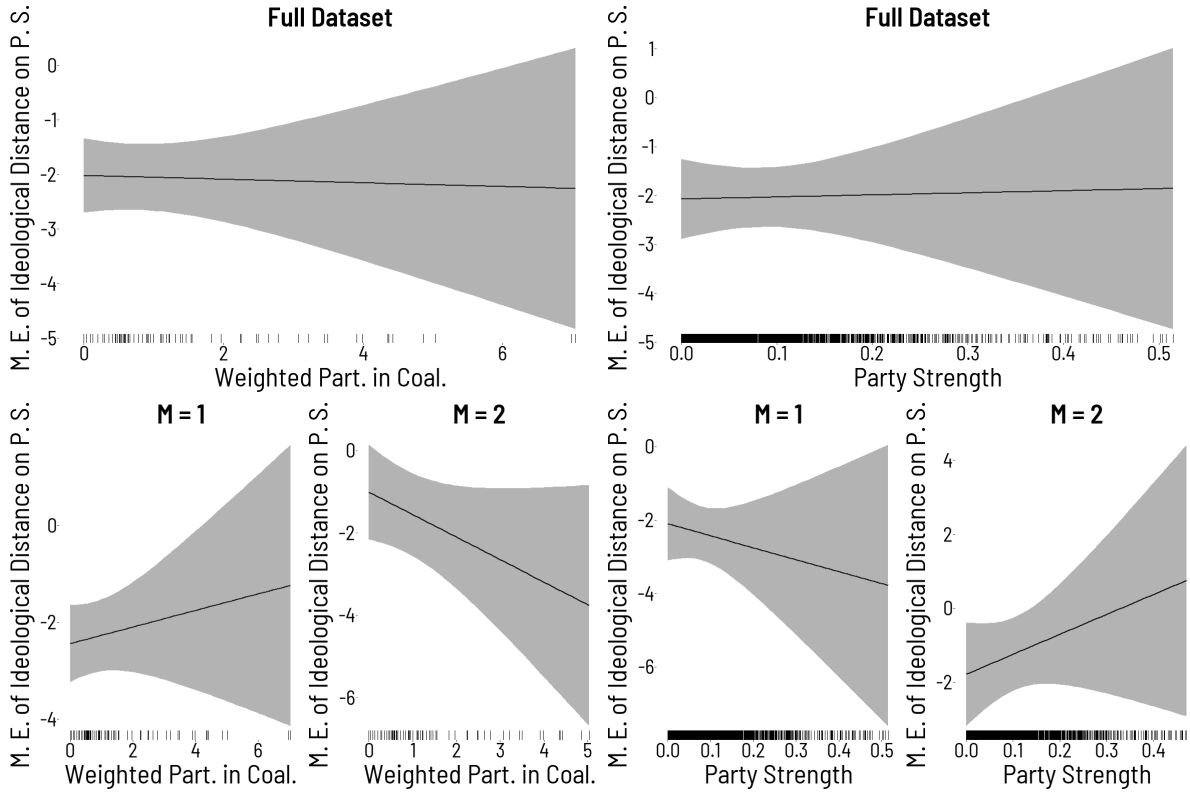 Full Dataset
M. E. of Ideological Distance on P. S.
0
-1
-2
-3
-4
-5
0 2 4 6
Weighted Part. in Coal.
Full Dataset
M. E. of Ideological Distance on P. S.
1
0
-1
-2
-3
-4
-5
0.0 0.1 0.2 0.3 0.4 0.5
Party Strength
M = 1
M. E. of Ideological Distance on P. S.
0
-2
-4
0 2 4 6
Weighted Part. in Coal.
M = 2
M. E. of Ideological Distance on P. S.
0
-2
-4
-6
0 1 2 3 4 5
Weighted Part. in Coal.
M = 1
M. E. of Ideological Distance on P. S.
0
-2
-4
-6
0.0 0.1 0.2 0.3 0.4 0.5
Party Strength
M = 2
M. E. of Ideological Distance on P. S.
4
2
0
-2
0.0 0.1 0.2 0.3 0.4
Party Strength